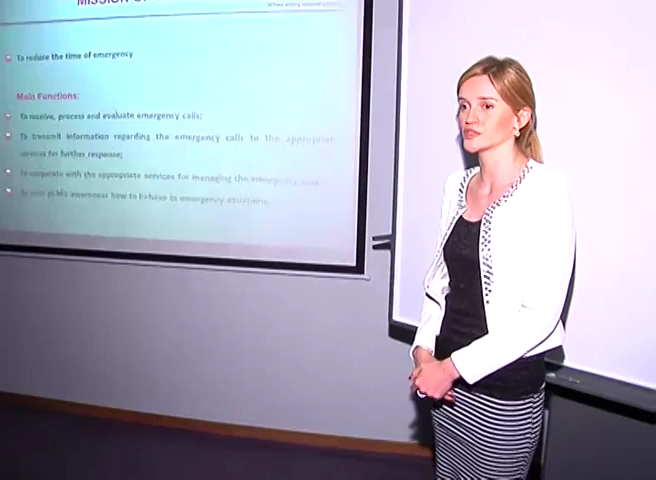 MISSION OF
To reduse the time of emergency
Main Functions:
To receive, process and evaluate emergency calls;
To transmit information regarding the emergency calls to the appropriate
services for further response;
To cooperate with the appropriate services for managing the emergency
To raise public awareness how to behave in emergency situations.